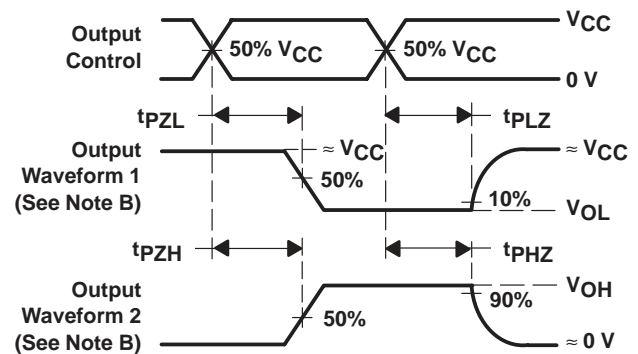 Output
Control
50% VCC
50% VCC
VCC
0 V
tPZL
tPLZ
Output
Waveform 1
(See Note B)
≈ VCC
50%
≈ VCC
10%
VOL
tPZH
tPHZ
Output
Waveform 2
(See Note B)
50%
VOH
90%
≈ 0 V